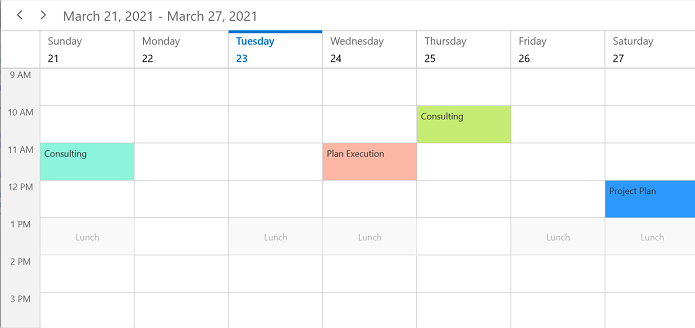 March 21, 2021 - March 27, 2021
Sunday Monday Tuesday Wednesday Thursday Friday Saturday
21 22 23 24 25 26 27
9 AM
10 AM
Consulting
11 AM
Consulting Plan Execution
12 PM
Project Plan
1 PM
Lunch Lunch Lunch Lunch Lunch
2 PM
3 PM